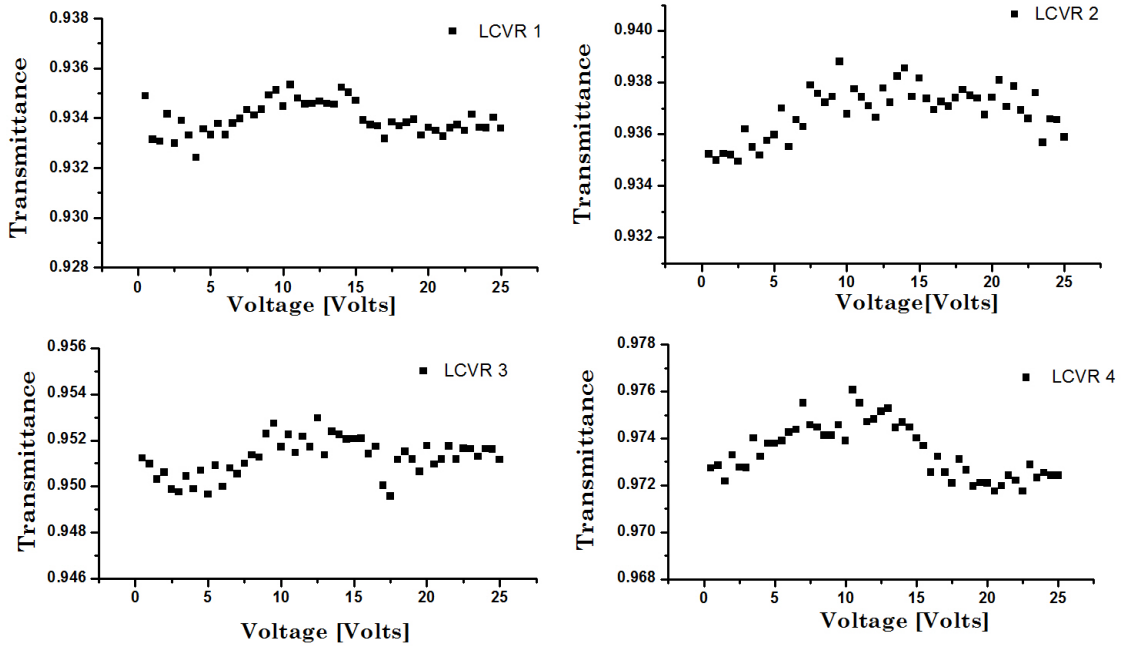 LCVR 1
Transmittance
0.938
0.936
0.934
0.932
0.930
0.928
0 5 10 15 20 25
Voltage [Volts]
LCVR 2
Transmittance
0.940
0.938
0.936
0.934
0.932
0 5 10 15 20 25
Voltage[Volts]
LCVR 3
Transmittance
0.956
0.954
0.952
0.950
0.948
0.946
0 5 10 15 20 25
Voltage [Volts]
LCVR 4
Transmittance
0.978
0.976
0.974
0.972
0.970
0.968
0 5 10 15 20 25
Voltage [Volts]